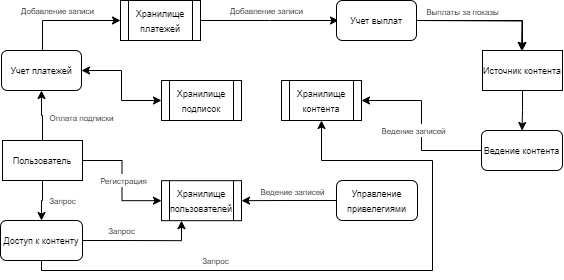 Добавление записи
Хранилище
платежей
Добавление записи
Учет выплат
Выплаты за показы
Учет платежей
Хранилище
подписок
Хранилище
контента
Источник контента
Оплата подписки
Ведение записей
Пользователь
Ведение контента
Регистрация
Запрос
Хранилище
пользователей
Ведение записей
Управление
привелегиями
Доступ к контенту
Запрос
Запрос